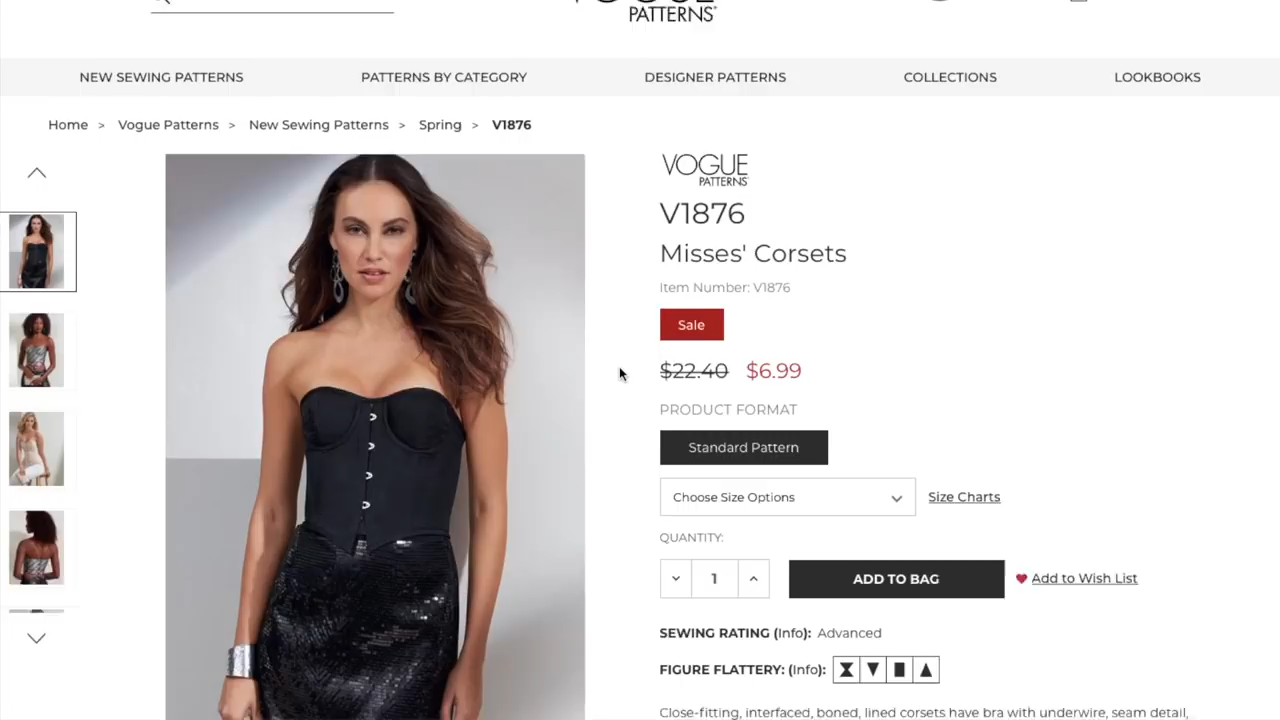 VOGUE
PATTERNS
NEW SEWING PATTERNS PATTERNS BY CATEGORY DESIGNER PATTERNS COLLECTIONS LOOKBOOKS
Home > Vogue Patterns > New Sewing Patterns > Spring > V1876
VOGUE
PATTERNS
V1876
Misses' Corsets
Item Number: V1876
Sale
$22.40 $6.99
PRODUCT FORMAT
Standard Pattern
Choose Size Options Size Charts
QUANTITY:
1 ADD TO BAG Add to Wish List
SEWING RATING (Info): Advanced
FIGURE FLATTERY: (Info):
Close-fitting, interfaced, boned, lined corsets have bra with underwire, seam detail,